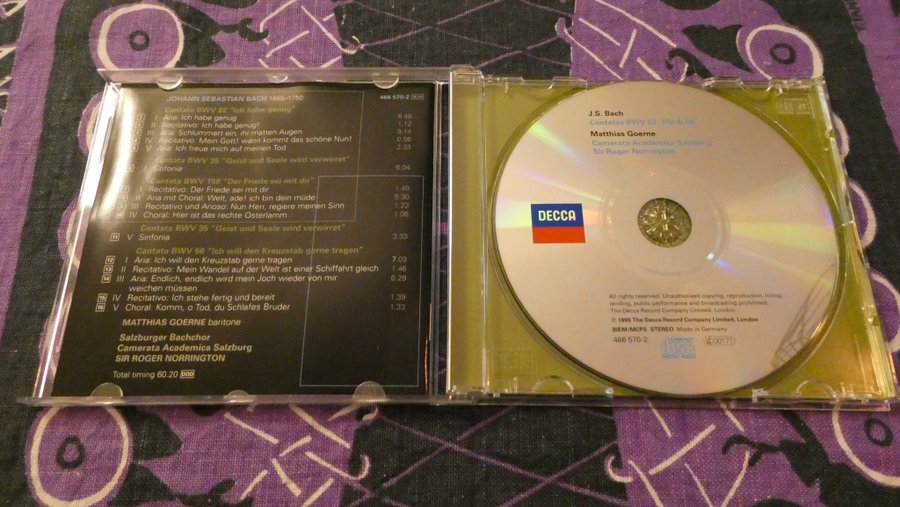 JOHANN SEBASTIAN BACH 1685–1750
466 570-2
Cantata BWV 82 "Ich habe genug"
1 I Aria: Ich habe genug 6.48
2 II Recitativo: Ich habe genug! 1.12
3 III Aria: Schlummert ein, ihr matten Augen 9.14
4 IV Recitativo: Mein Gott! wann kommt das schöne Nun! 0.56
5 V Aria: Ich freue mich auf meinen Tod 3.33
Cantata BWV 35 "Geist und Seele wird verwirret"
6 I Sinfonia 6.04
Cantata BWV 158 "Der Friede sei mit dir"
7 I Recitativo: Der Friede sei mit dir 1.46
8 II Aria mit Choral: Welt, ade! ich bin dein müde 5.30
9 III Recitativo und Arioso: Nun Herr, regiere meinen Sinn 1.23
10 IV Choral: Hier ist das rechte Osterlamm 1.06
Cantata BWV 35 "Geist und Seele wird verwirret"
11 V Sinfonia 3.33
Cantata BWV 56 "Ich will den Kreuzstab gerne tragen"
12 I Aria: Ich will den Kreuzstab gerne tragen 7.03
13 II Recitativo: Mein Wandel auf der Welt ist einer Schiffahrt gleich 1.46
14 III Aria: Endlich, endlich wird mein Joch wieder von mir
weichen müssen 6.29
15 IV Recitativo: Ich stehe fertig und bereit 1.39
16 V Choral: Komm, o Tod, du Schlafes Bruder 1.33
MATTHIAS GOERNE baritone
Salzburger Bachchor
Camerata Academica Salzburg
SIR ROGER NORRINGTON
Total timing 60.20 DDD
J.S. Bach
Cantatas BWV 82, 158 & 56
Matthias Goerne
Camerata Academica Salzburg
Sir Roger Norrington
DECCA
All rights reserved. Unauthorised copying, reproduction, hiring,
lending, public performance and broadcasting prohibited.
The Decca Record Company Limited, London
℗ 1999 The Decca Record Company Limited, London
BIEM/MCPS STEREO Made in Germany
466 570-2
COMPACT
disc
DIGITAL AUDIO
00171